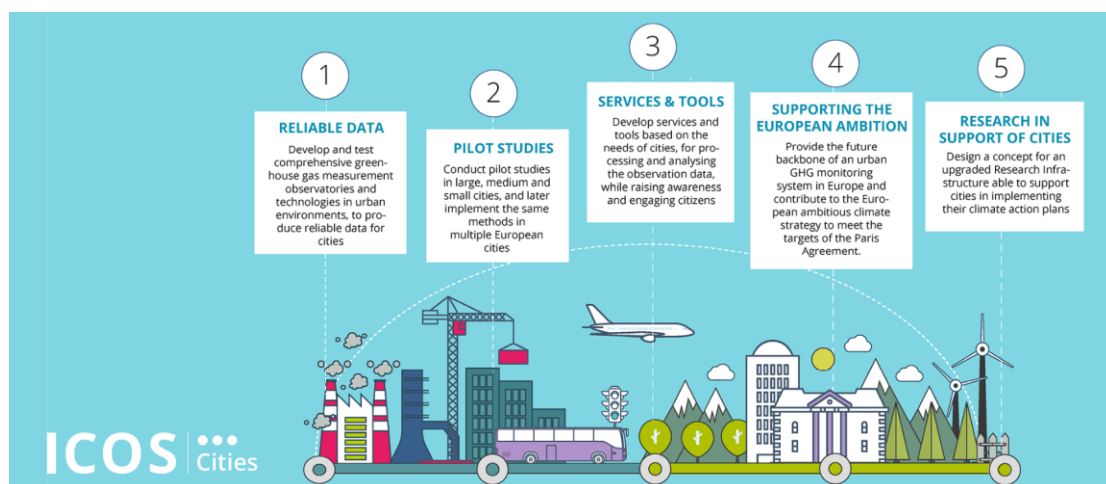 1
RELIABLE DATA
Develop and test
comprehensive green-
house gas measurement
observatories and
technologies in urban
environments, to pro-
duce reliable data for
cities
2
PILOT STUDIES
Conduct pilot studies
in large, medium and
small cities, and later
implement the same
methods in
multiple European
cities
3
SERVICES & TOOLS
Develop services and
tools based on the
needs of cities, for pro-
cessing and analysing
the observation data,
while raising awareness
and engaging citizens
4
SUPPORTING THE
EUROPEAN AMBITION
Provide the future
backbone of an urban
GHG monitoring
system in Europe and
contribute to the Euro-
pean ambitious climate
strategy to meet the
targets of the Paris
Agreement.
5
RESEARCH IN
SUPPORT OF CITIES
Design a concept for an
upgraded Research Infra-
structure able to support
cities in implementing
their climate action plans
ICOS Cities